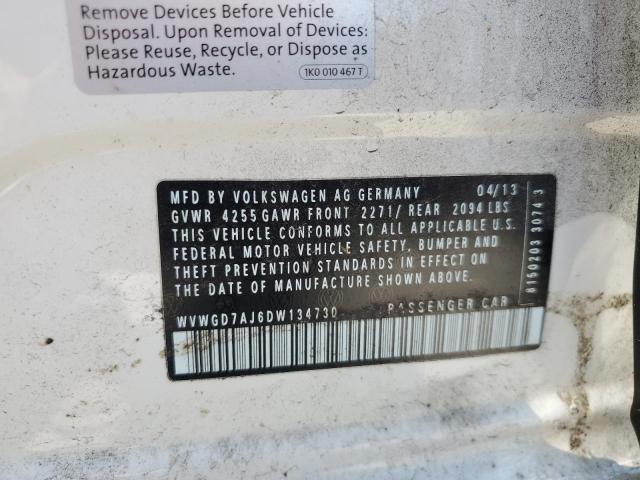 Remove Devices Before Vehicle
Disposal. Upon Removal of Devices:
Please Reuse, Recycle, or Dispose as
Hazardous Waste.
1K0 010 467 T
MFD BY VOLKSWAGEN AG GERMANY 04/13
GVWR 4255 GAWR FRONT 2271/ REAR 2094 LBS
THIS VEHICLE CONFORMS TO ALL APPLICABLE U.S.
FEDERAL MOTOR VEHICLE SAFETY, BUMPER AND
THEFT PREVENTION STANDARDS IN EFFECT ON
THE DATE OF MANUFACTURE SHOWN ABOVE.
WVWGD7AJ6DW134730 PASSENGER CAR
8150203 3074 3